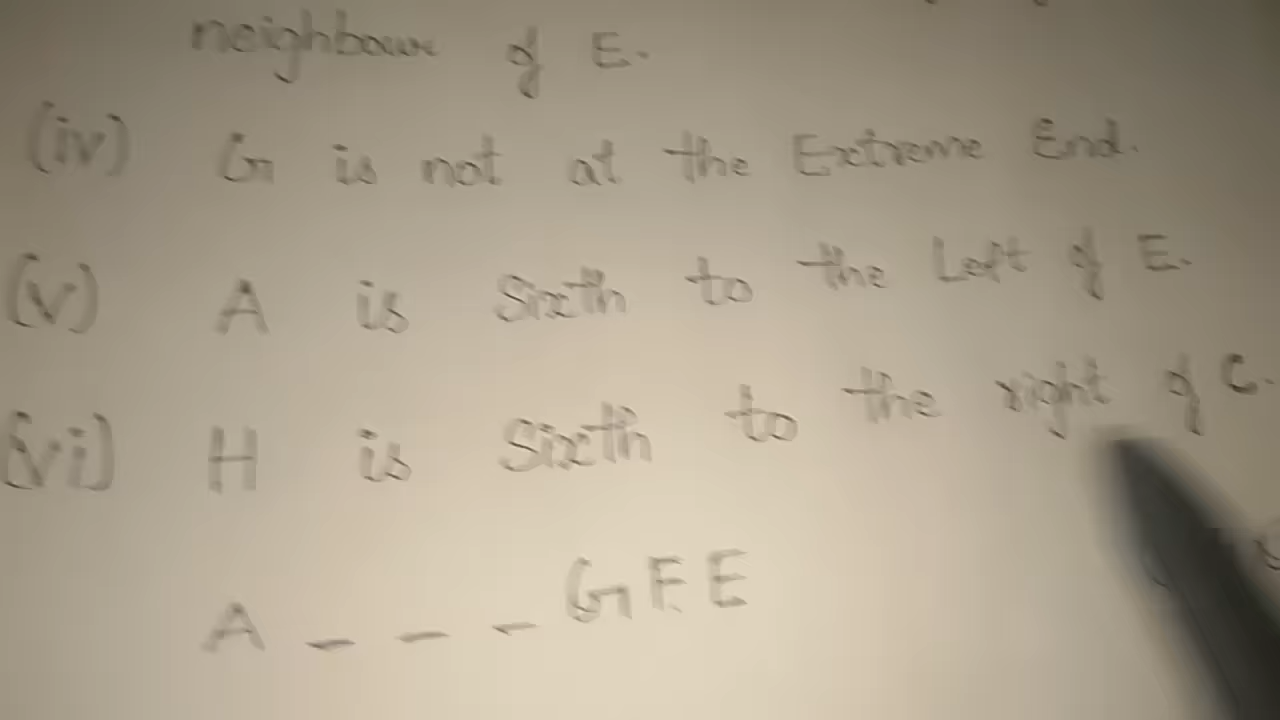 neighbour of E.
(iv) G is not at the Extreme End.
(v) A is Sixth to the Left of E.
(vi) H is Sixth to the right of C.
A _ _ _ G F E